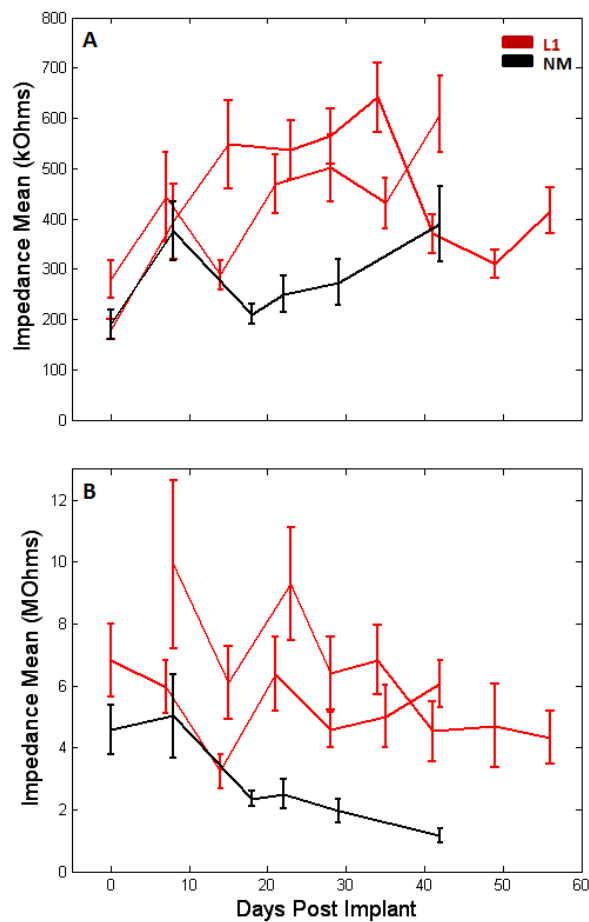 A
L1
NM
Impedance Mean (kOhms)
800
700
600
500
400
300
200
100
0
B
Impedance Mean (MOhms)
12
10
8
6
4
2
0
0 10 20 30 40 50 60
Days Post Implant